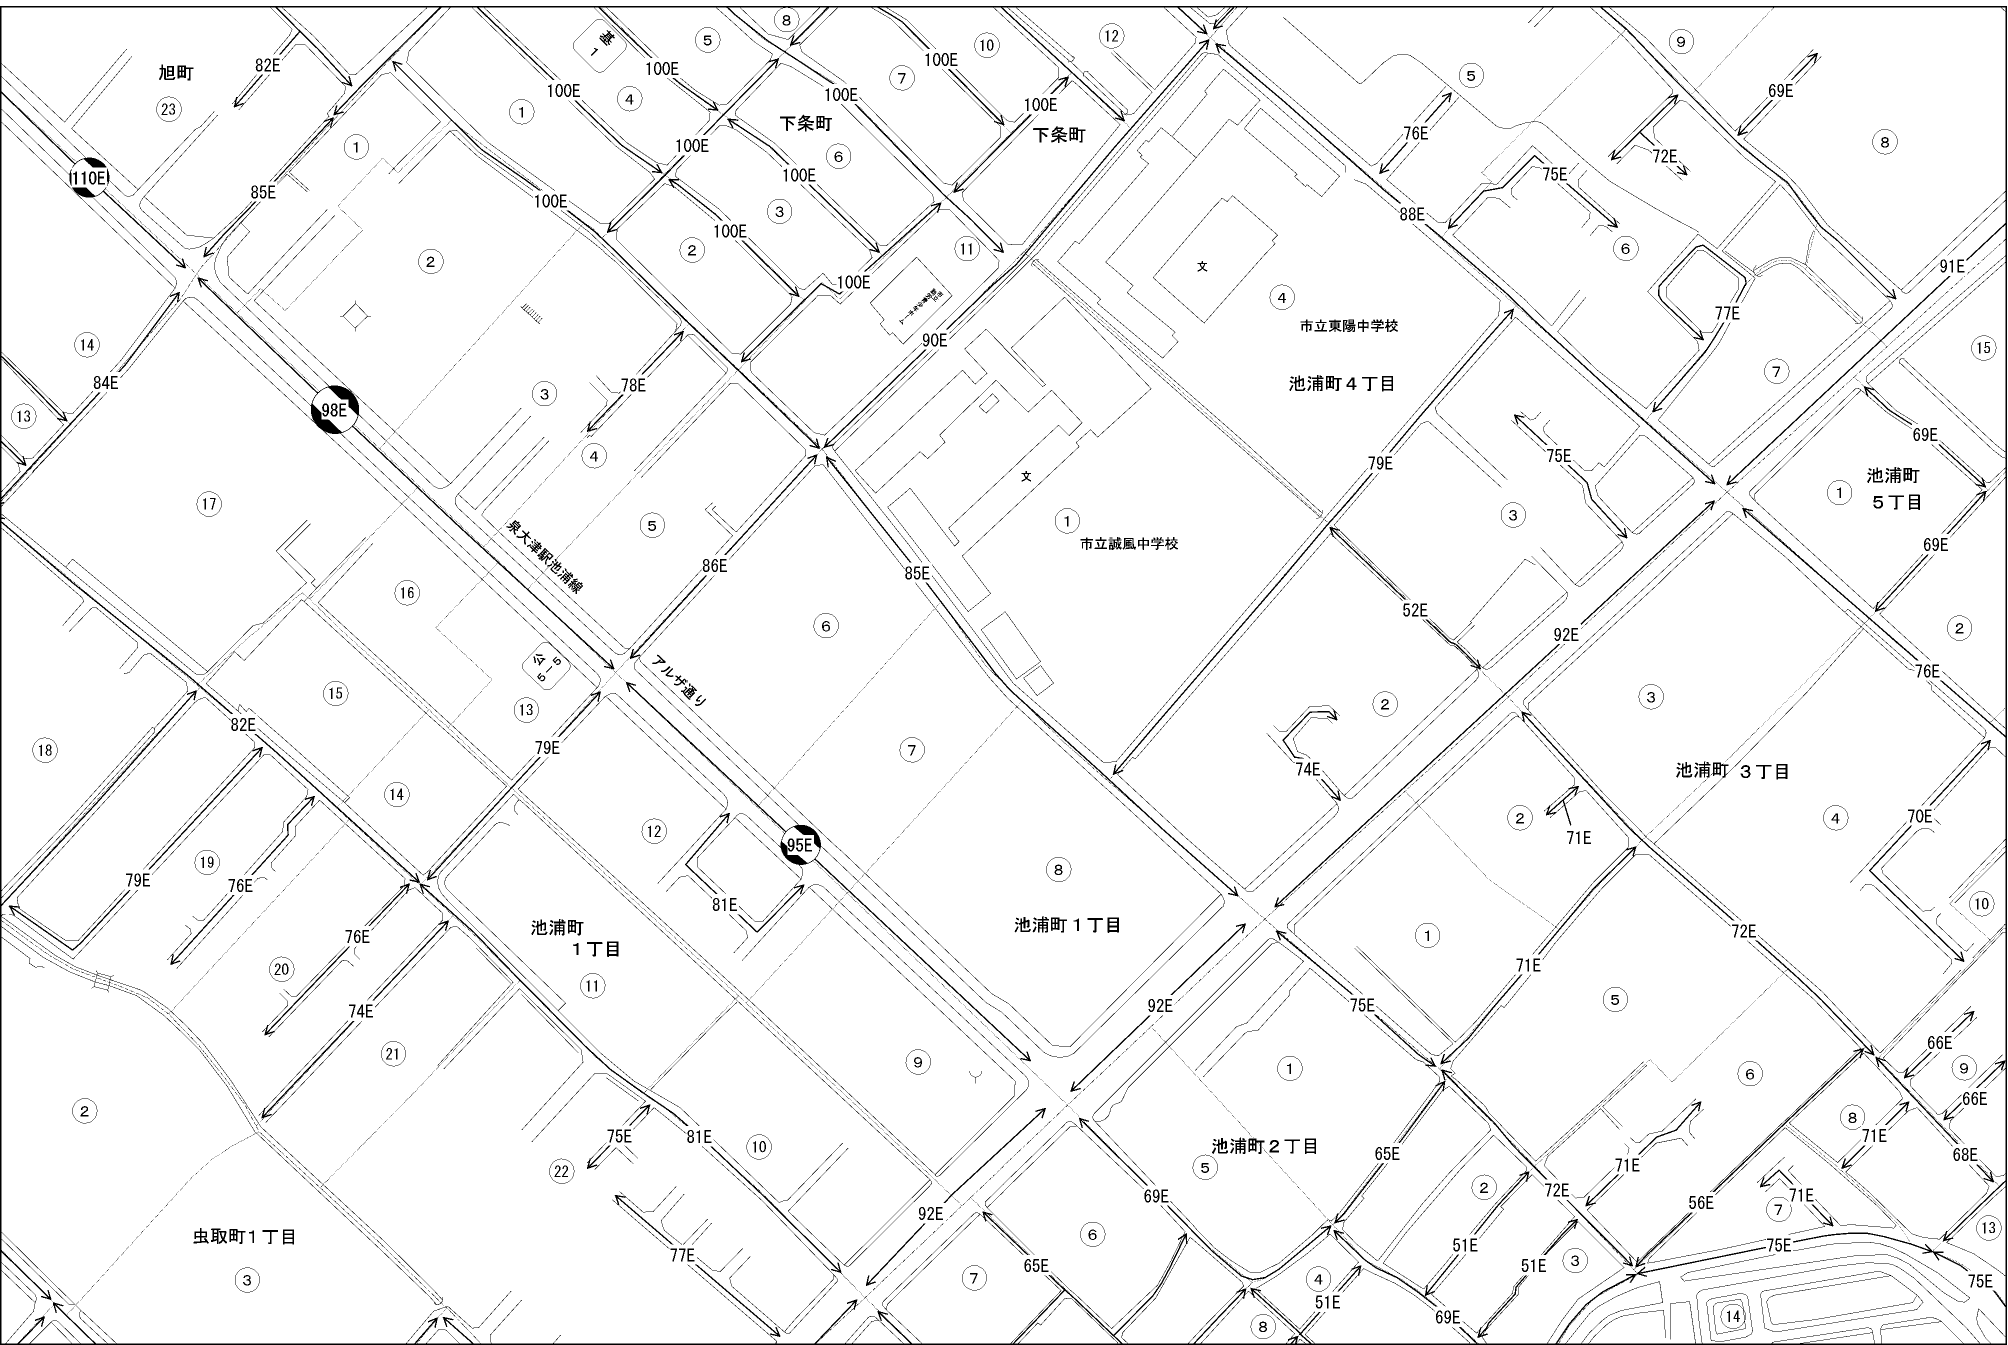 8
9
基
1
5
12
10
100E
82E
旭町
23
100E
7
5
69E
100E
4
100E
100E
1
下条町
下条町
76E
8
72E
1
100E
6
110E
100E
75E
85E
100E
3
88E
2
100E
11
6
2
文
91E
100E
4
77E
市立東陽中学校
90E
14
15
84E
78E
池浦町４丁目
7
3
98E
13
69E
4
75E
79E
池浦町
５丁目
1
文
17
5
1
3
泉大津駅池浦線
市立誠風中学校
69E
86E
85E
16
52E
6
92E
2
公
5－5
アルザ通り
76E
15
13
2
3
82E
79E
18
7
74E
池浦町 ３丁目
14
12
2
71E
4
70E
95E
19
79E
76E
8
81E
10
池浦町
１丁目
池浦町１丁目
1
72E
76E
71E
20
11
92E
75E
5
74E
66E
21
9
1
6
9
66E
2
8
75E
81E
71E
10
池浦町２丁目
65E
68E
22
5
71E
2
72E
69E
71E
7
56E
92E
6
13
虫取町１丁目
77E
51E
75E
3
65E
51E
3
7
4
75E
51E
69E
8
14